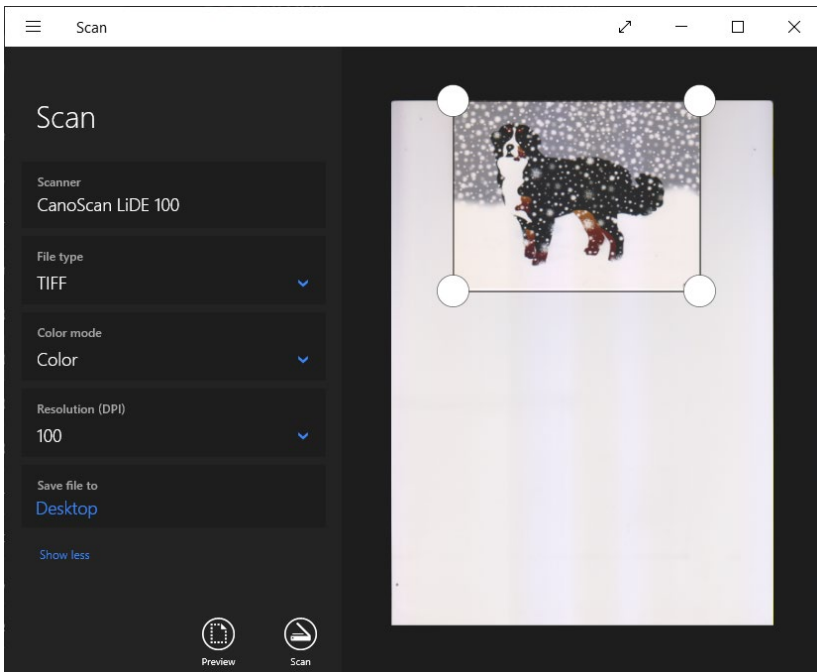 Scan
Scan
Scanner
CanoScan LiDE 100
File type
TIFF
Color mode
Color
Resolution (DPI)
100
Save file to
Desktop
Show less
Preview
Scan